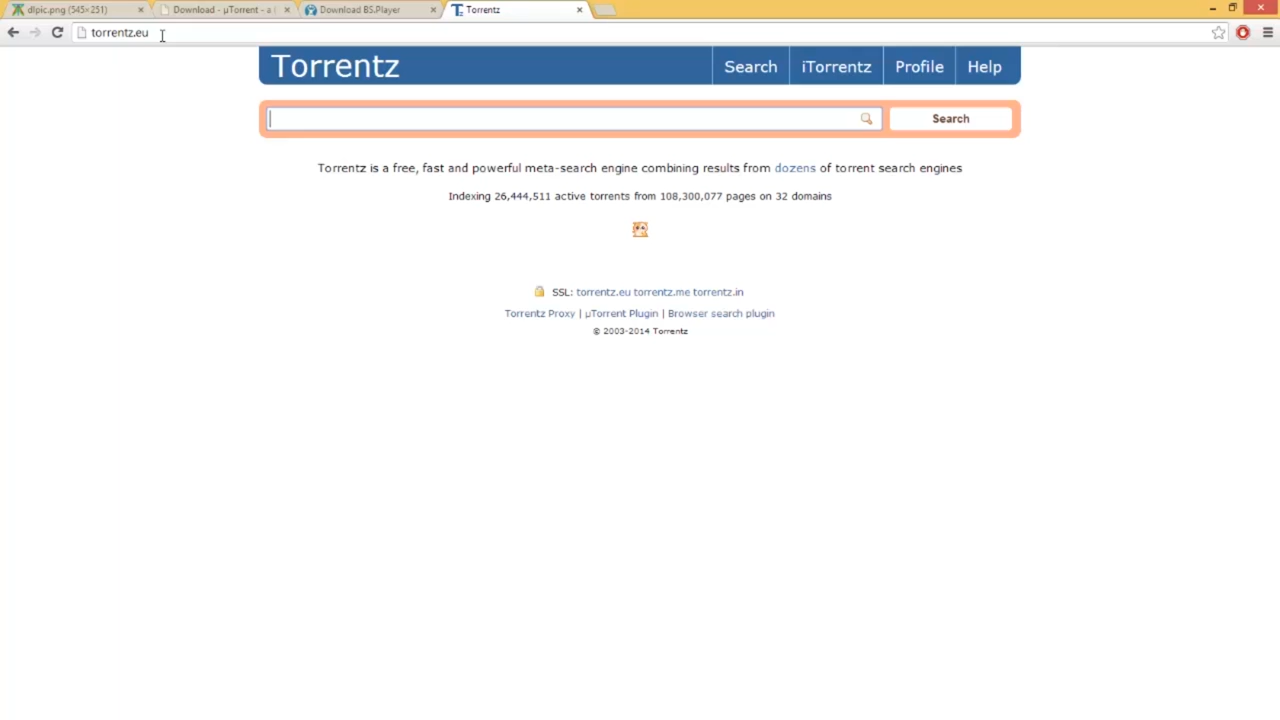 dlpic.png (545×251)
Download - µTorrent - a
Download BS.Player
Torrentz
torrentz.eu
Torrentz
Search
iTorrentz
Profile
Help
Search
Torrentz is a free, fast and powerful meta-search engine combining results from dozens of torrent search engines
Indexing 26,444,511 active torrents from 108,300,077 pages on 32 domains
SSL: torrentz.eu torrentz.me torrentz.in
Torrentz Proxy | µTorrent Plugin | Browser search plugin
© 2003-2014 Torrentz